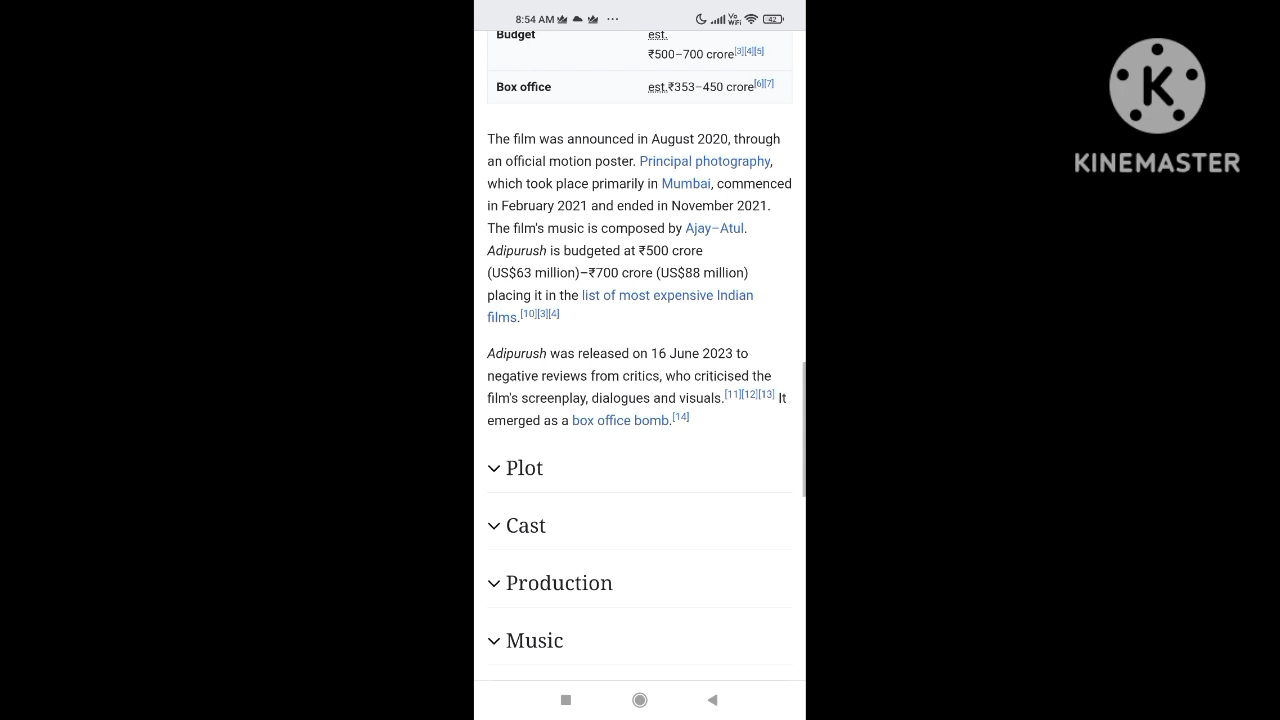 8:54 AM ... Vo WiFi 42
Budget est.
₹500–700 crore[3][4][5]
Box office est.₹353–450 crore[6][7]
The film was announced in August 2020, through
an official motion poster. Principal photography,
which took place primarily in Mumbai, commenced
in February 2021 and ended in November 2021.
The film's music is composed by Ajay–Atul.
Adipurush is budgeted at ₹500 crore
(US$63 million)–₹700 crore (US$88 million)
placing it in the list of most expensive Indian
films.[10][3][4]
Adipurush was released on 16 June 2023 to
negative reviews from critics, who criticised the
film's screenplay, dialogues and visuals.[11][12][13] It
emerged as a box office bomb.[14]
Plot
Cast
Production
Music
K
KINEMASTER